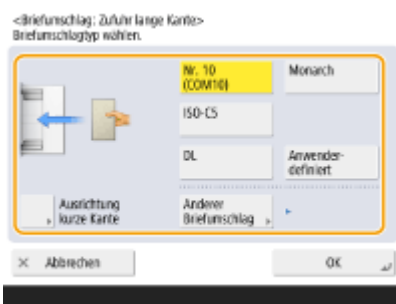 <Briefumschlag: Zufuhr lange Kante>
Briefumschlagtyp wählen.
Nr. 10
(COM10)
Monarch
ISO-C5
DL
Anwender-
definiert
Ausrichtung
kurze Kante
Anderer
Briefumschlag
Abbrechen
OK